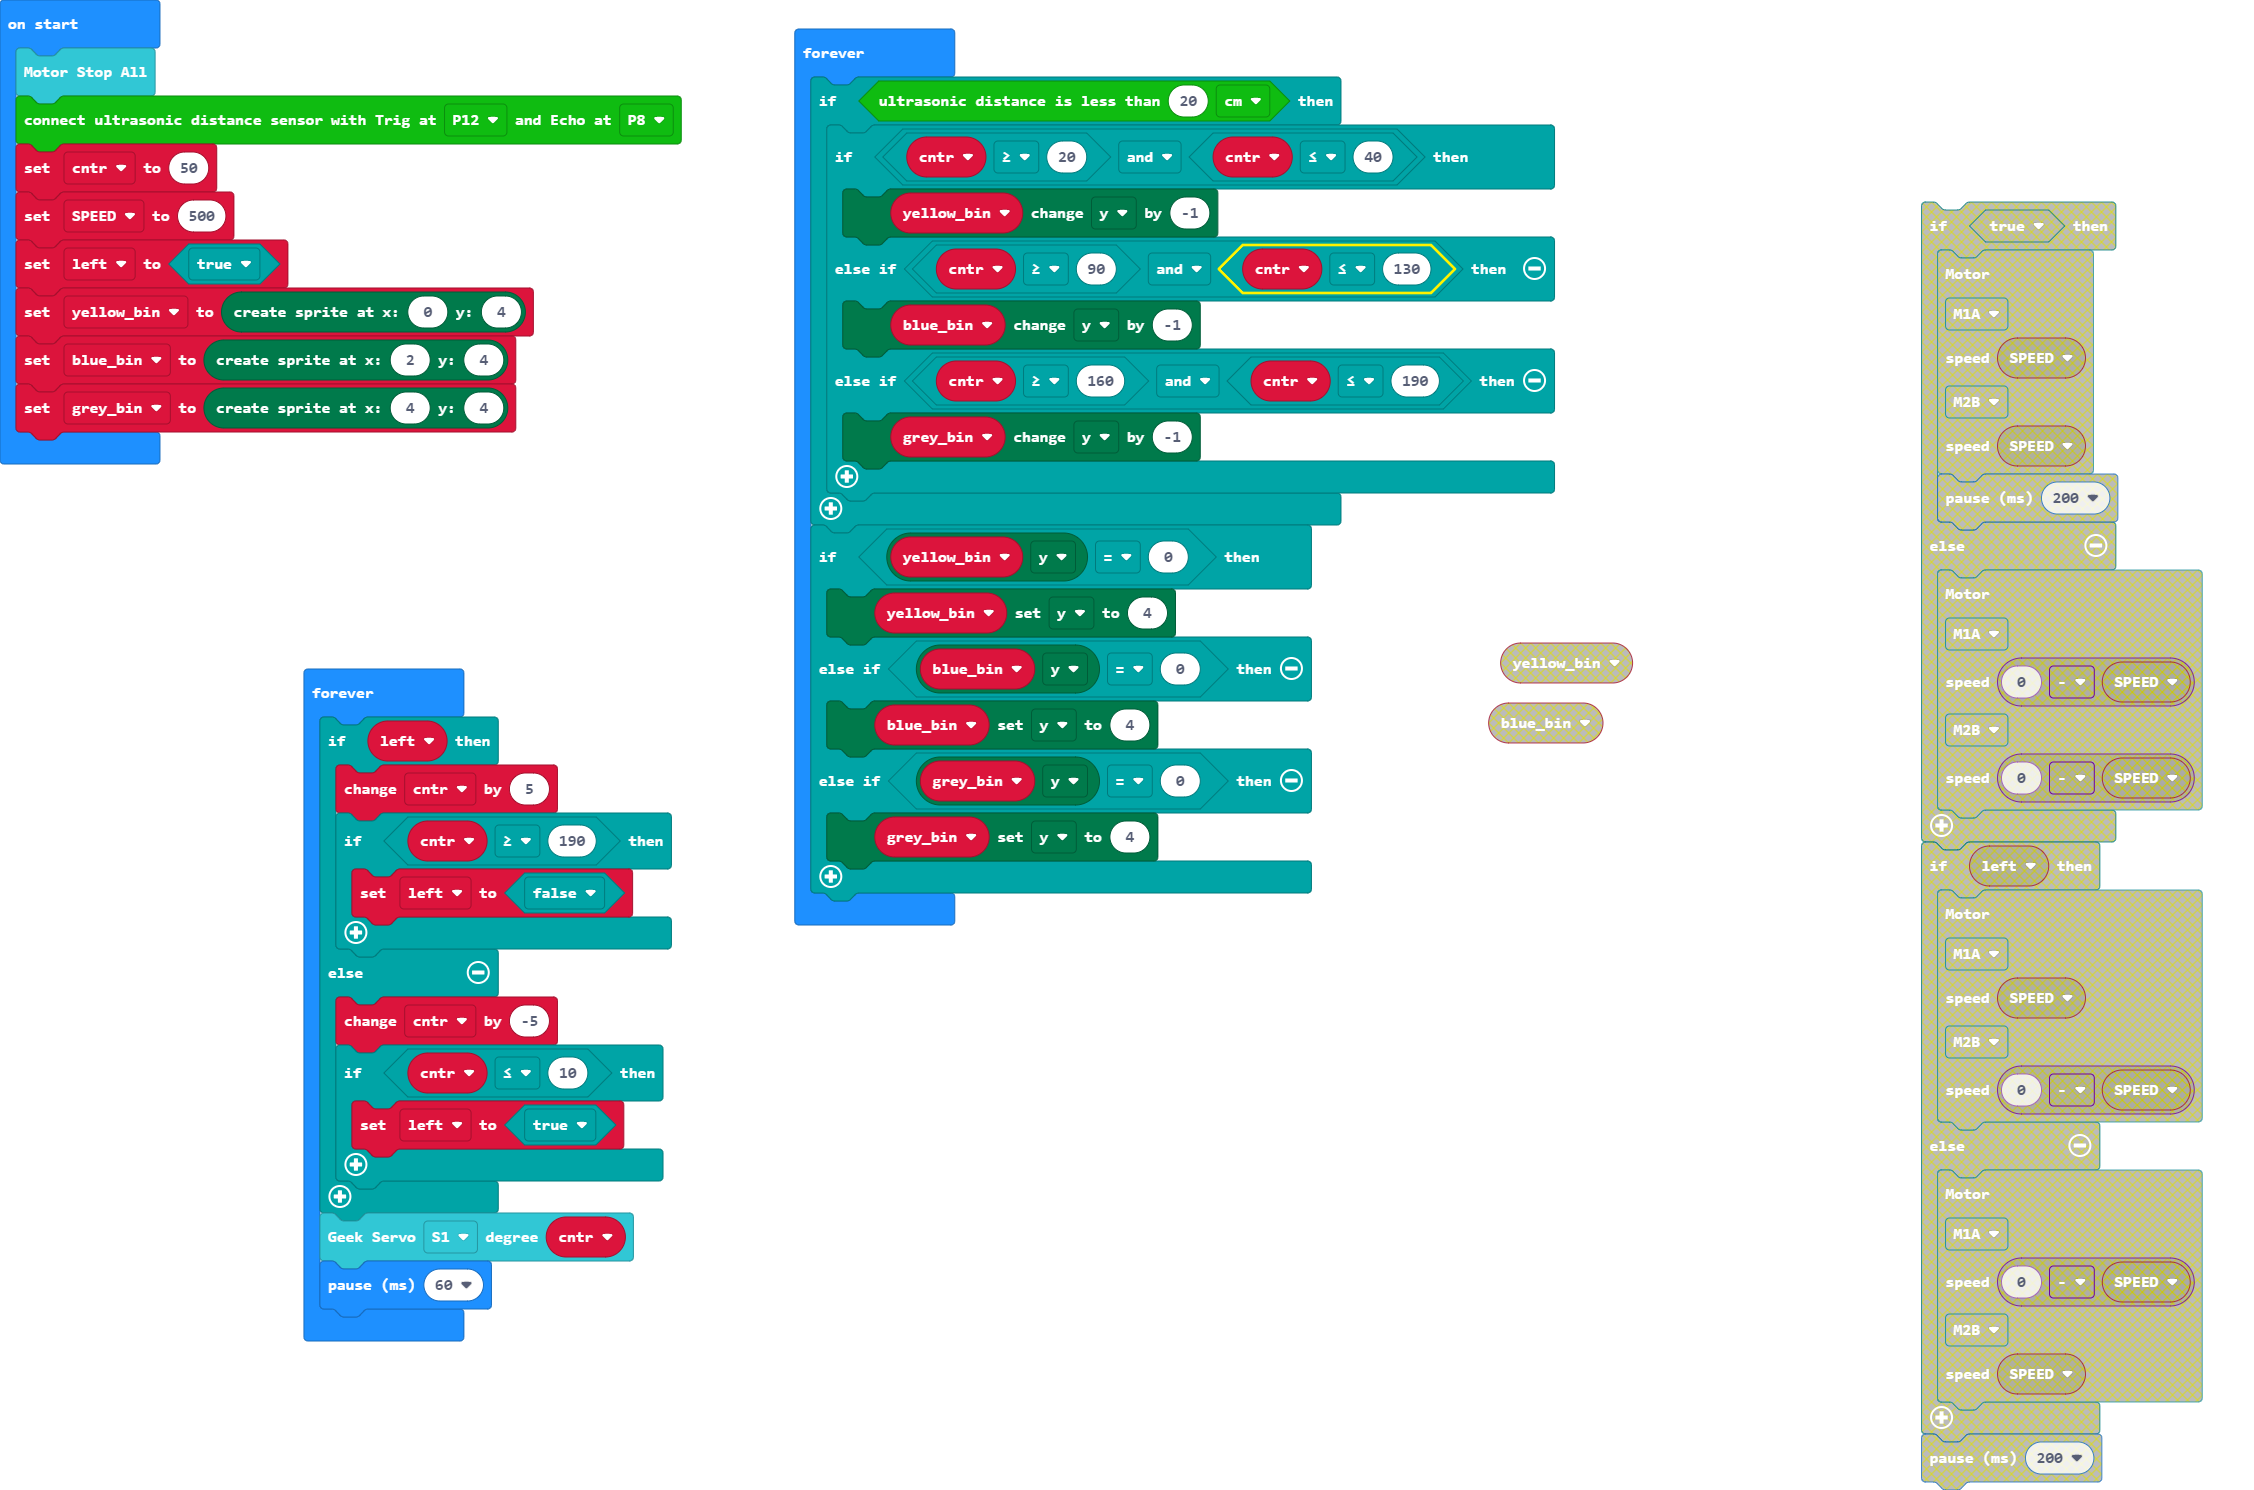 on start
Motor Stop All
connect ultrasonic distance sensor with Trig at P12 and Echo at P8
set cntr to 50
set SPEED to 500
set left to true
set yellow_bin to create sprite at x: 0 y: 4
set blue_bin to create sprite at x: 2 y: 4
set grey_bin to create sprite at x: 4 y: 4
forever
if left then
change cntr by 5
if cntr ≥ 190 then
set left to false
else
change cntr by -5
if cntr ≤ 10 then
set left to true
Geek Servo S1 degree cntr
pause (ms) 60
forever
if ultrasonic distance is less than 20 cm then
if cntr ≥ 20 and cntr ≤ 40 then
yellow_bin change y by -1
else if cntr ≥ 90 and cntr ≤ 130 then
blue_bin change y by -1
else if cntr ≥ 160 and cntr ≤ 190 then
grey_bin change y by -1
if yellow_bin y = 0 then
yellow_bin set y to 4
else if blue_bin y = 0 then
blue_bin set y to 4
else if grey_bin y = 0 then
grey_bin set y to 4
yellow_bin
blue_bin
if true then
Motor
M1A
speed SPEED
M2B
speed SPEED
pause (ms) 200
else
Motor
M1A
speed 0 - SPEED
M2B
speed 0 - SPEED
if left then
Motor
M1A
speed SPEED
M2B
speed 0 - SPEED
else
Motor
M1A
speed 0 - SPEED
M2B
speed SPEED
pause (ms) 200